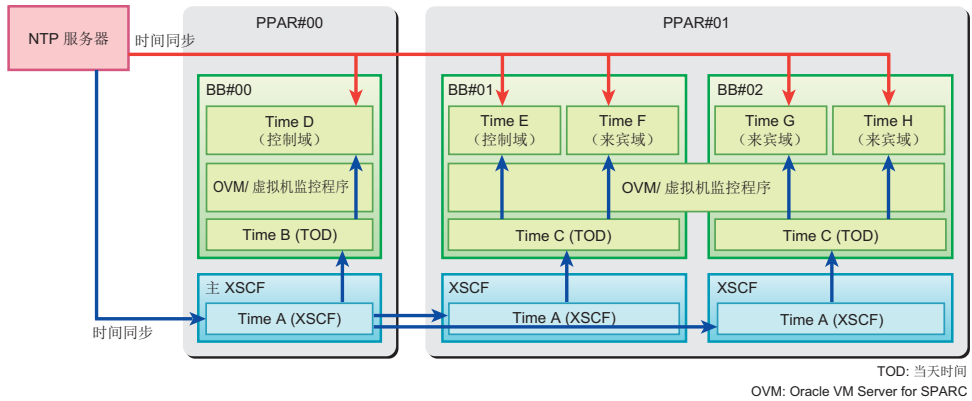 PPAR#00
PPAR#01
NTP 服务器
时间同步
BB#00
BB#01
BB#02
Time D
（控制域）
Time E
（控制域）
Time F
（来宾域）
Time G
（来宾域）
Time H
（来宾域）
OVM/ 虚拟机监控程序
OVM/ 虚拟机监控程序
Time B (TOD)
Time C (TOD)
Time C (TOD)
主 XSCF
XSCF
XSCF
Time A (XSCF)
Time A (XSCF)
Time A (XSCF)
时间同步
TOD: 当天时间
OVM: Oracle VM Server for SPARC